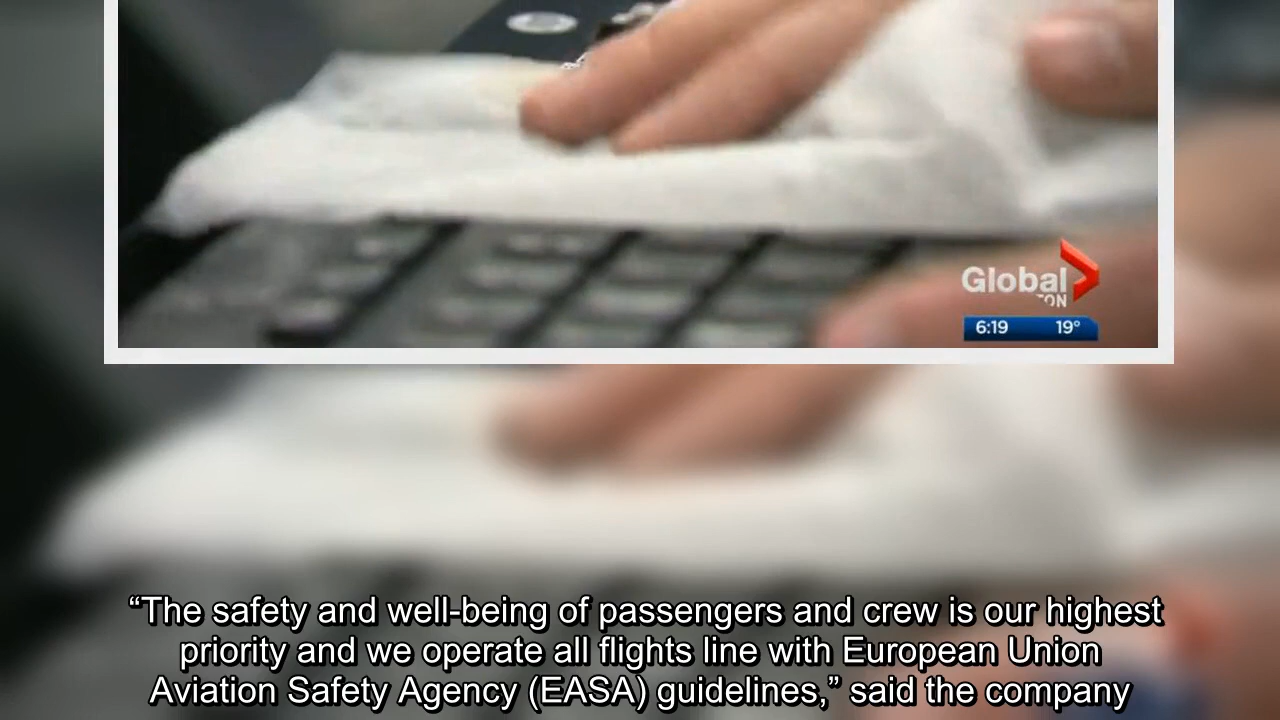 Global
TON
6:19 19°
“The safety and well-being of passengers and crew is our highest
priority and we operate all flights line with European Union
Aviation Safety Agency (EASA) guidelines,” said the company